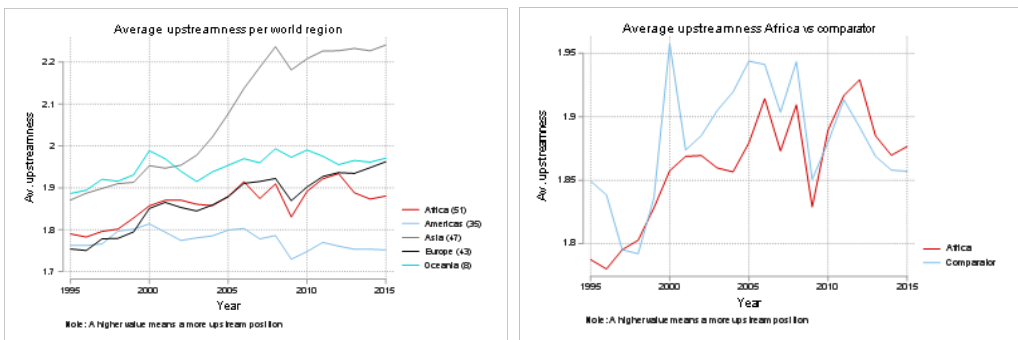 Average upstreamness per world region
Av. upstreamness
2.2
2.1
2
1.9
1.8
1.7
1995
2000
2005
2010
2015
Year
Africa (51)
Americas (35)
Asia (47)
Europe (43)
Oceania (8)
Note: A higher value means a more upstream position
Average upstreamness Africa vs comparator
Av. upstreamness
1.95
1.9
1.85
1.8
1995
2000
2005
2010
2015
Year
Africa
Comparator
Note: A higher value means a more upstream position